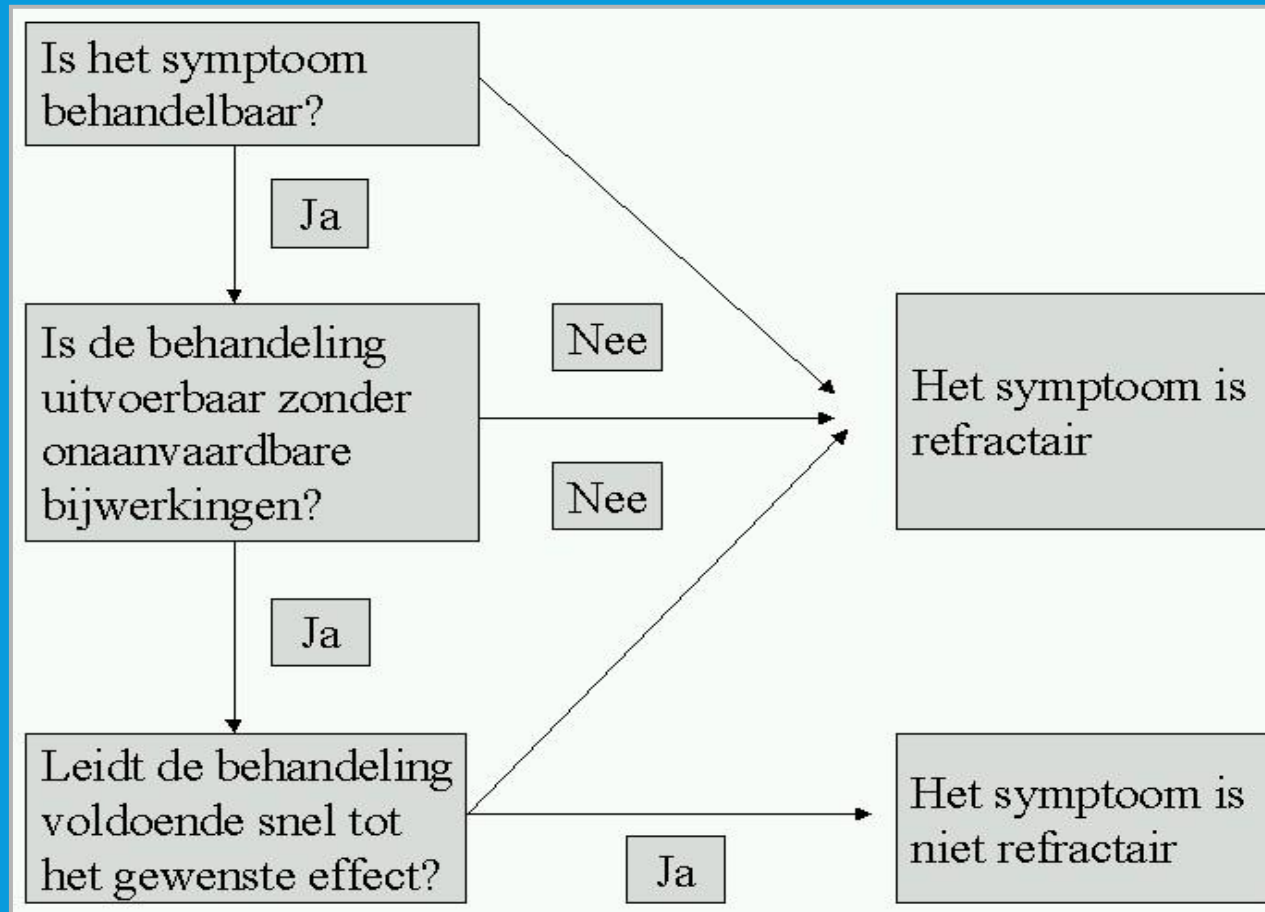 Is het symptoom
behandelbaar?
Ja
Is de behandeling
uitvoerbaar zonder
onaanvaardbare
bijwerkingen?
Nee
Nee
Het symptoom is
refractair
Ja
Leidt de behandeling
voldoende snel tot
het gewenste effect?
Ja
Het symptoom is
niet refractair